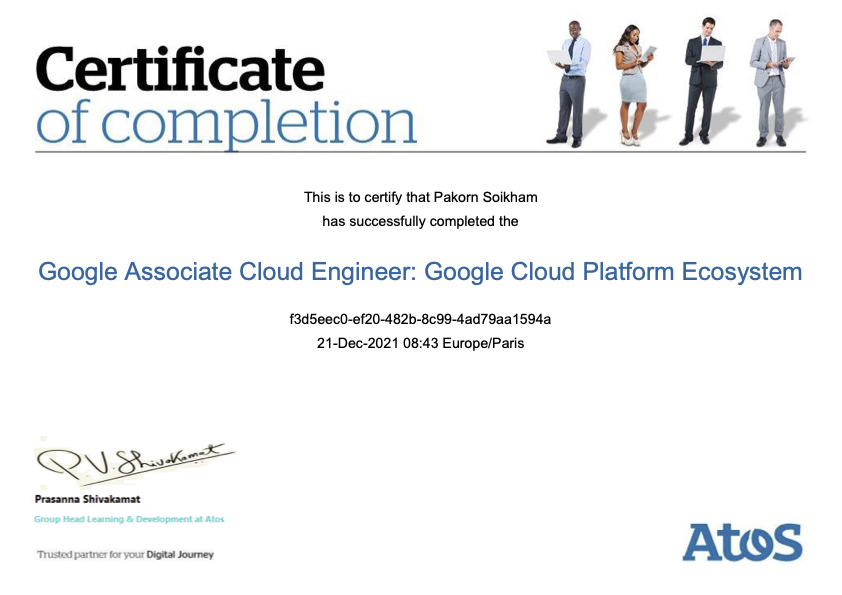 Certificate
of completion
This is to certify that Pakorn Soikham
has successfully completed the
Google Associate Cloud Engineer: Google Cloud Platform Ecosystem
f3d5eec0-ef20-482b-8c99-4ad79aa1594a
21-Dec-2021 08:43 Europe/Paris
P.V.Shivakamat
Prasanna Shivakamat
Group Head Learning & Development at Atos
Trusted partner for your Digital Journey
Atos